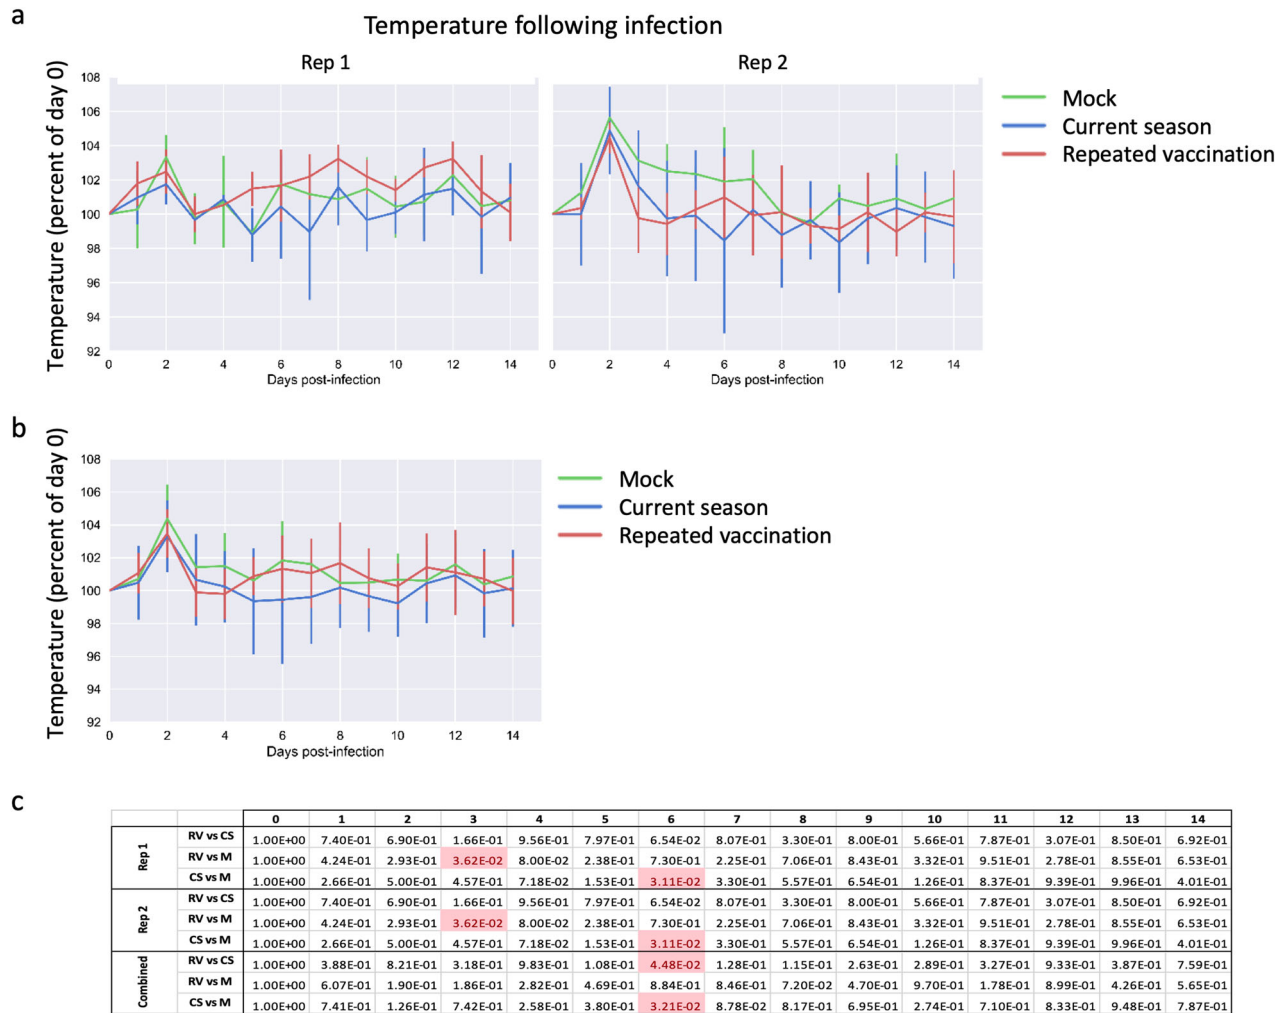 a
Temperature following infection
Rep 1
Rep 2
Temperature (percent of day 0)
108
106
104
102
100
98
96
94
92
0 2 4 6 8 10 12 14
0 2 4 6 8 10 12 14
Days post-infection
Days post-infection
Mock
Current season
Repeated vaccination
b
Temperature (percent of day 0)
108
106
104
102
100
98
96
94
92
0 2 4 6 8 10 12 14
Days post-infection
Mock
Current season
Repeated vaccination
c
0 1 2 3 4 5 6 7 8 9 10 11 12 13 14
Rep 1
RV vs CS 1.00E+00 7.40E-01 6.90E-01 1.66E-01 9.56E-01 7.97E-01 6.54E-02 8.07E-01 3.30E-01 8.00E-01 5.66E-01 7.87E-01 3.07E-01 8.50E-01 6.92E-01
RV vs M 1.00E+00 4.24E-01 2.93E-01 3.62E-02 8.00E-02 2.38E-01 7.30E-01 2.25E-01 7.06E-01 8.43E-01 3.32E-01 9.51E-01 2.78E-01 8.55E-01 6.53E-01
CS vs M 1.00E+00 2.66E-01 5.00E-01 4.57E-01 7.18E-02 1.53E-01 3.11E-02 3.30E-01 5.57E-01 6.54E-01 1.26E-01 8.37E-01 9.39E-01 9.96E-01 4.01E-01
Rep 2
RV vs CS 1.00E+00 7.40E-01 6.90E-01 1.66E-01 9.56E-01 7.97E-01 6.54E-02 8.07E-01 3.30E-01 8.00E-01 5.66E-01 7.87E-01 3.07E-01 8.50E-01 6.92E-01
RV vs M 1.00E+00 4.24E-01 2.93E-01 3.62E-02 8.00E-02 2.38E-01 7.30E-01 2.25E-01 7.06E-01 8.43E-01 3.32E-01 9.51E-01 2.78E-01 8.55E-01 6.53E-01
CS vs M 1.00E+00 2.66E-01 5.00E-01 4.57E-01 7.18E-02 1.53E-01 3.11E-02 3.30E-01 5.57E-01 6.54E-01 1.26E-01 8.37E-01 9.39E-01 9.96E-01 4.01E-01
Combined
RV vs CS 1.00E+00 3.88E-01 8.21E-01 3.18E-01 9.83E-01 1.08E-01 4.48E-02 1.28E-01 1.15E-01 2.63E-01 2.89E-01 3.27E-01 9.33E-01 3.87E-01 7.59E-01
RV vs M 1.00E+00 6.07E-01 1.90E-01 1.86E-01 2.82E-01 4.69E-01 8.84E-01 8.46E-01 7.20E-02 4.70E-01 9.70E-01 1.78E-01 8.99E-01 4.26E-01 5.65E-01
CS vs M 1.00E+00 7.41E-01 1.26E-01 7.42E-01 2.58E-01 3.80E-01 3.21E-02 8.78E-02 8.17E-01 6.95E-01 2.74E-01 7.10E-01 8.33E-01 9.48E-01 7.87E-01